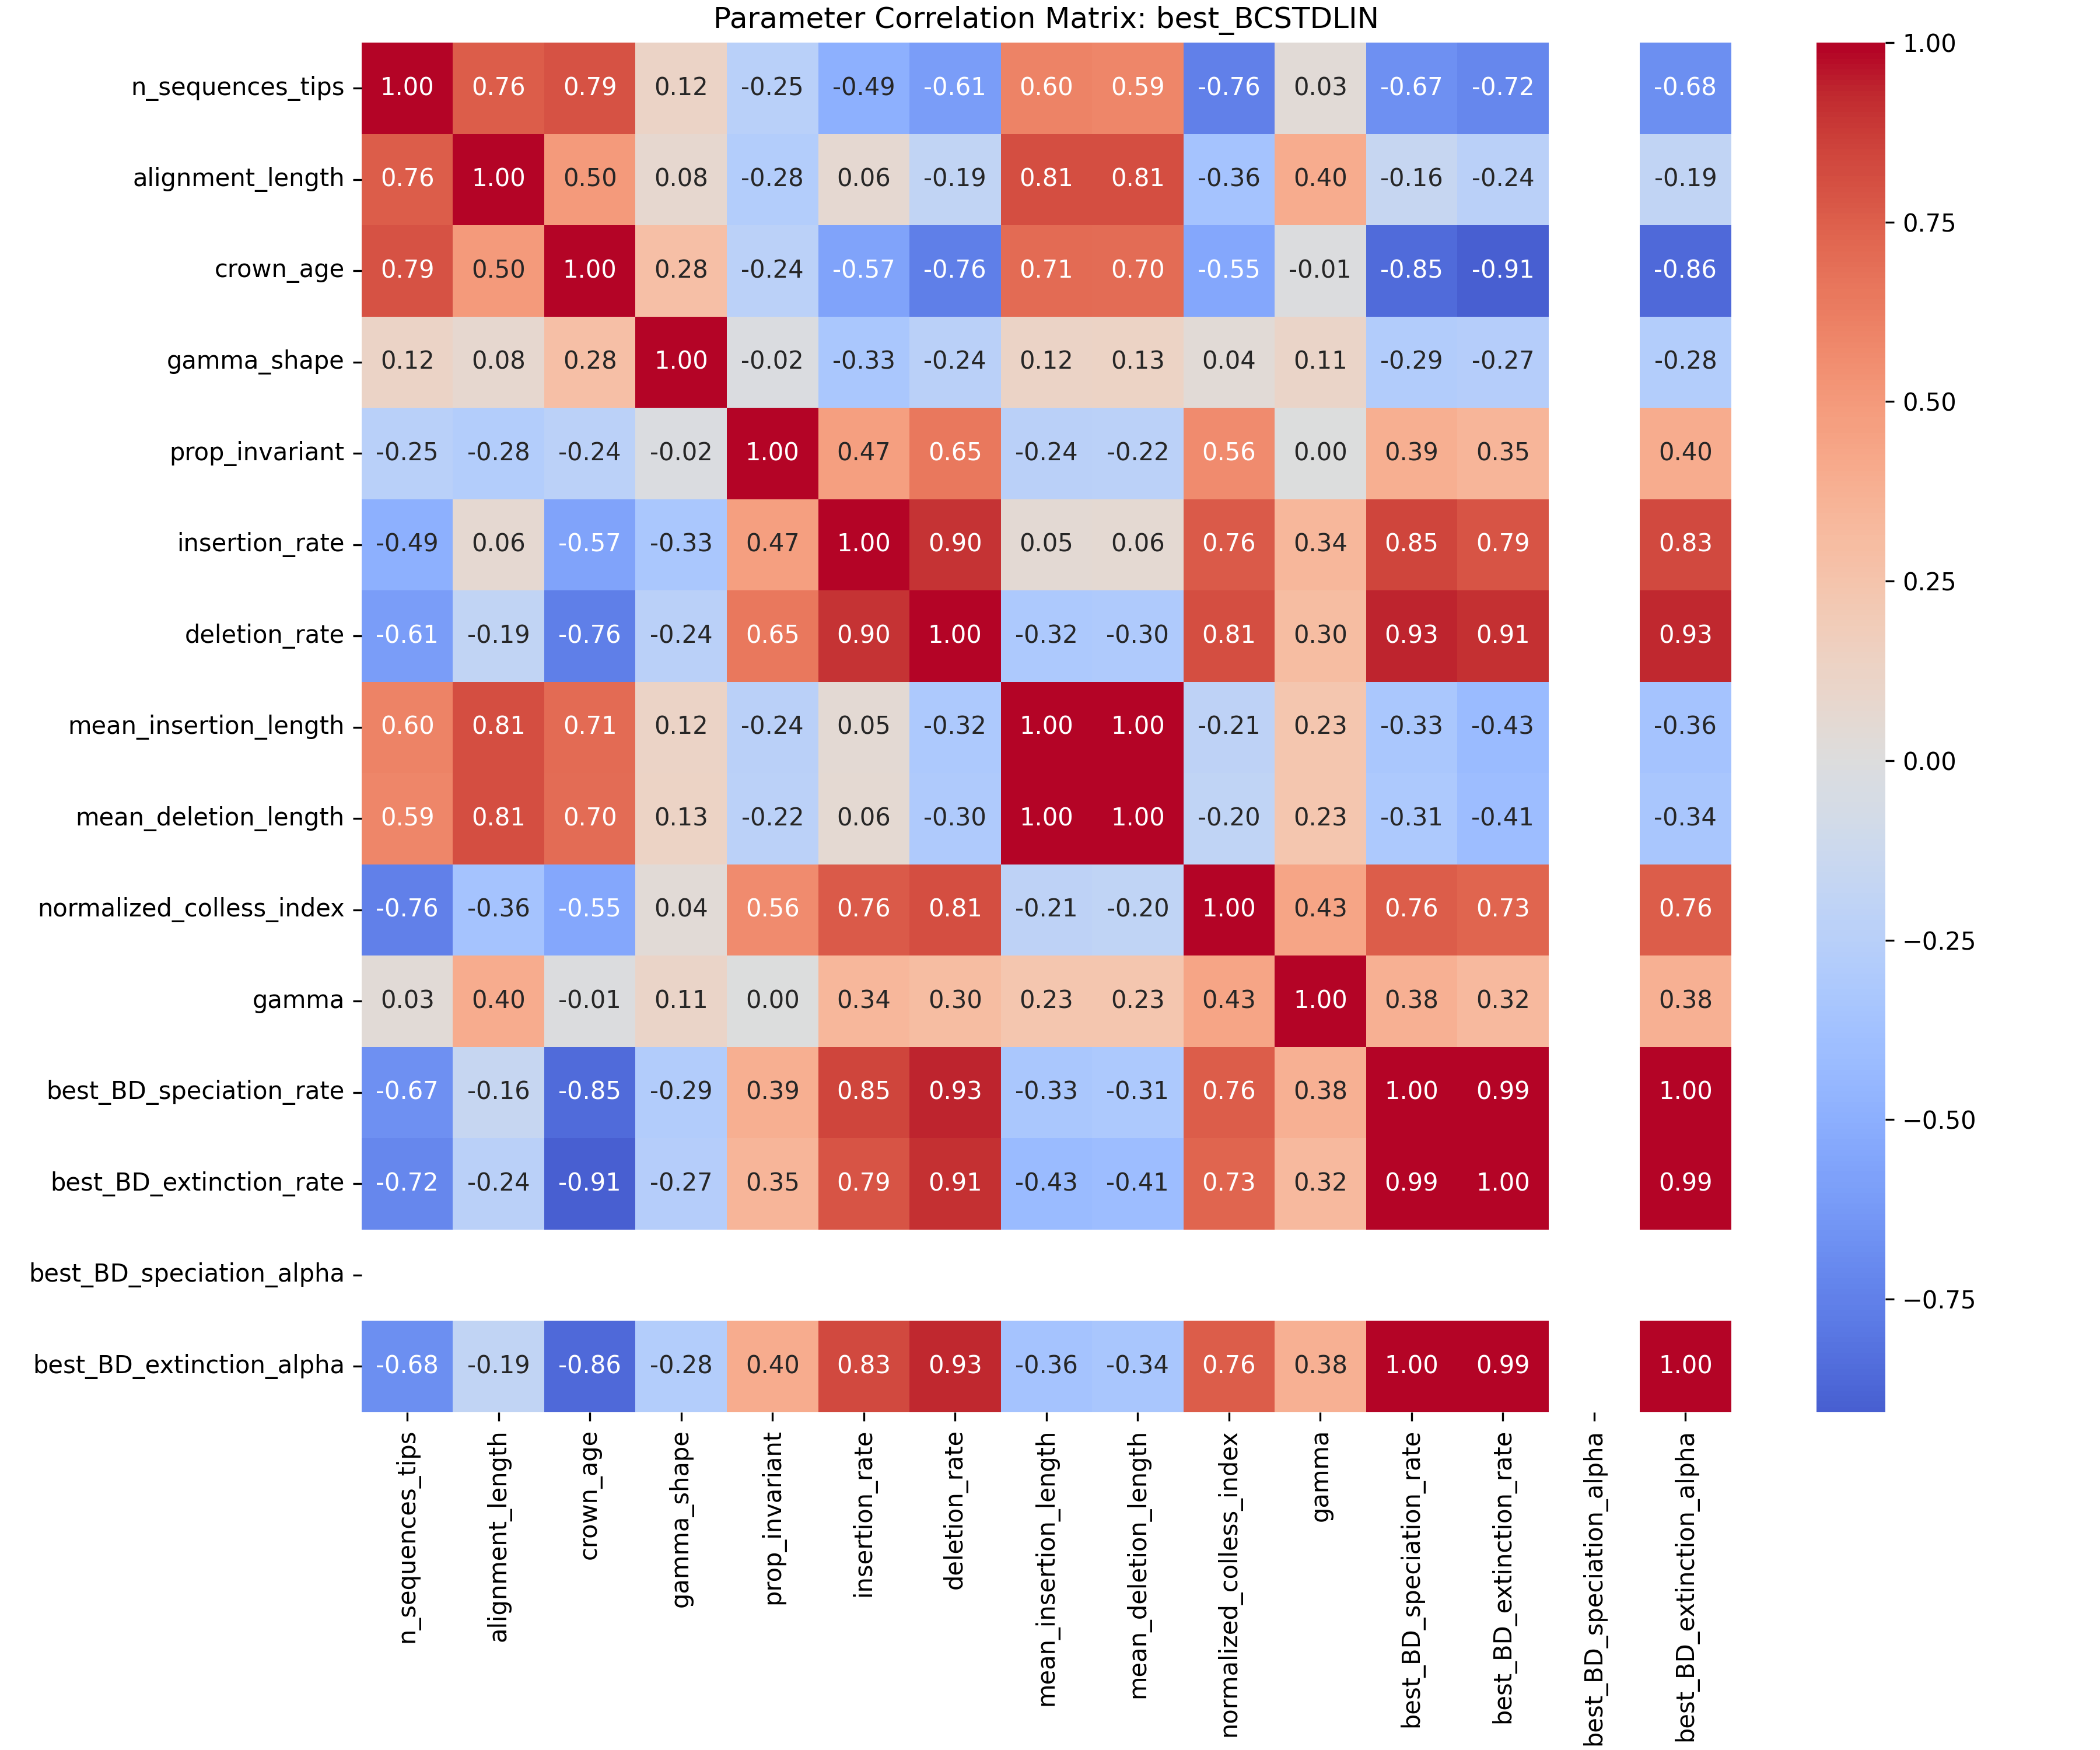 Parameter Correlation Matrix: best_BCSTDLIN
n_sequences_tips 1.00 0.76 0.79 0.12 -0.25 -0.49 -0.61 0.60 0.59 -0.76 0.03 -0.67 -0.72 -0.68
alignment_length 0.76 1.00 0.50 0.08 -0.28 0.06 -0.19 0.81 0.81 -0.36 0.40 -0.16 -0.24 -0.19
crown_age 0.79 0.50 1.00 0.28 -0.24 -0.57 -0.76 0.71 0.70 -0.55 -0.01 -0.85 -0.91 -0.86
gamma_shape 0.12 0.08 0.28 1.00 -0.02 -0.33 -0.24 0.12 0.13 0.04 0.11 -0.29 -0.27 -0.28
prop_invariant -0.25 -0.28 -0.24 -0.02 1.00 0.47 0.65 -0.24 -0.22 0.56 0.00 0.39 0.35 0.40
insertion_rate -0.49 0.06 -0.57 -0.33 0.47 1.00 0.90 0.05 0.06 0.76 0.34 0.85 0.79 0.83
deletion_rate -0.61 -0.19 -0.76 -0.24 0.65 0.90 1.00 -0.32 -0.30 0.81 0.30 0.93 0.91 0.93
mean_insertion_length 0.60 0.81 0.71 0.12 -0.24 0.05 -0.32 1.00 1.00 -0.21 0.23 -0.33 -0.43 -0.36
mean_deletion_length 0.59 0.81 0.70 0.13 -0.22 0.06 -0.30 1.00 1.00 -0.20 0.23 -0.31 -0.41 -0.34
normalized_colless_index -0.76 -0.36 -0.55 0.04 0.56 0.76 0.81 -0.21 -0.20 1.00 0.43 0.76 0.73 0.76
gamma 0.03 0.40 -0.01 0.11 0.00 0.34 0.30 0.23 0.23 0.43 1.00 0.38 0.32 0.38
best_BD_speciation_rate -0.67 -0.16 -0.85 -0.29 0.39 0.85 0.93 -0.33 -0.31 0.76 0.38 1.00 0.99 1.00
best_BD_extinction_rate -0.72 -0.24 -0.91 -0.27 0.35 0.79 0.91 -0.43 -0.41 0.73 0.32 0.99 1.00 0.99
best_BD_speciation_alpha
best_BD_extinction_alpha -0.68 -0.19 -0.86 -0.28 0.40 0.83 0.93 -0.36 -0.34 0.76 0.38 1.00 0.99 1.00
n_sequences_tips
alignment_length
crown_age
gamma_shape
prop_invariant
insertion_rate
deletion_rate
mean_insertion_length
mean_deletion_length
normalized_colless_index
gamma
best_BD_speciation_rate
best_BD_extinction_rate
best_BD_speciation_alpha
best_BD_extinction_alpha
1.00
0.75
0.50
0.25
0.00
−0.25
−0.50
−0.75